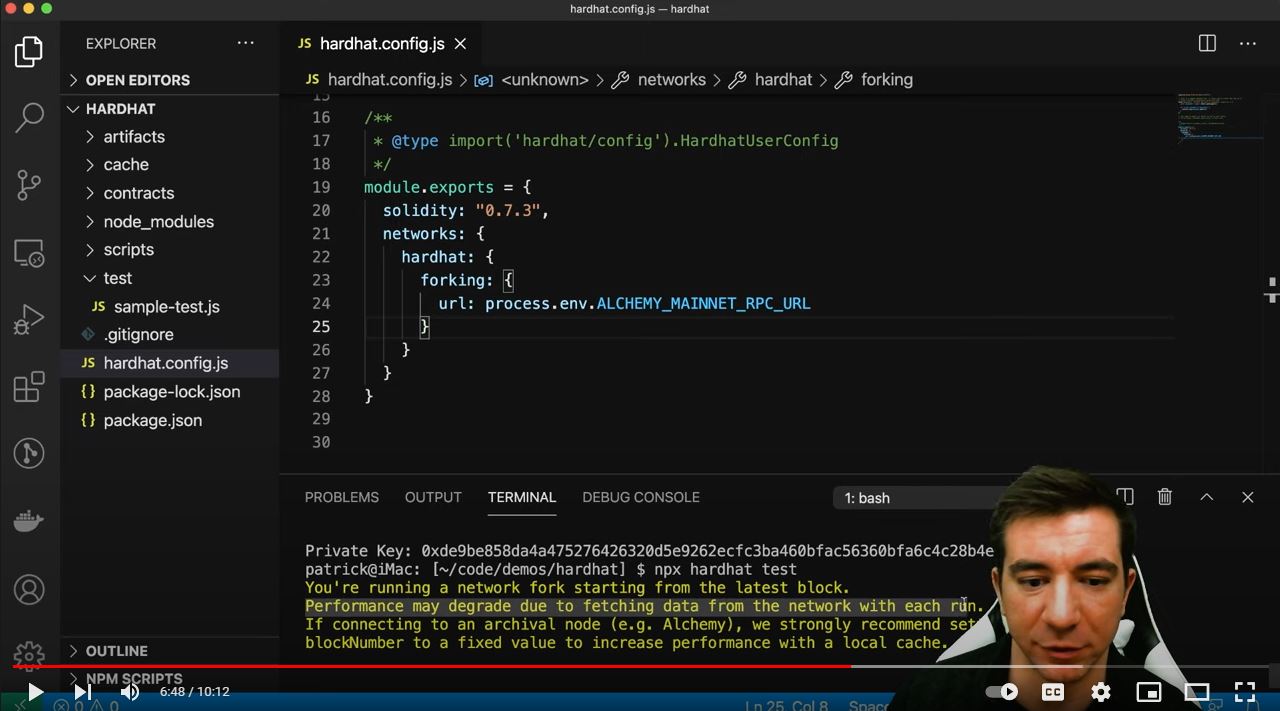 hardhat.config.js — hardhat
EXPLORER
OPEN EDITORS
HARDHAT
artifacts
cache
contracts
node_modules
scripts
test
JS sample-test.js
.gitignore
JS hardhat.config.js
{} package-lock.json
{} package.json
OUTLINE
NPM SCRIPTS
JS hardhat.config.js
JS hardhat.config.js > <unknown> > networks > hardhat > forking
15
16 /**
17 * @type import('hardhat/config').HardhatUserConfig
18 */
19 module.exports = {
20 solidity: "0.7.3",
21 networks: {
22 hardhat: {
23 forking: {
24 url: process.env.ALCHEMY_MAINNET_RPC_URL
25 }
26 }
27 }
28 }
29
30
PROBLEMS OUTPUT TERMINAL DEBUG CONSOLE 1: bash
Private Key: 0xde9be858da4a475276426320d5e9262ecfc3ba460bfac56360bfa6c4c28b4e
patrick@iMac: [~/code/demos/hardhat] $ npx hardhat test
You're running a network fork starting from the latest block.
Performance may degrade due to fetching data from the network with each run.
If connecting to an archival node (e.g. Alchemy), we strongly recommend set
blockNumber to a fixed value to increase performance with a local cache.
6:48 / 10:12
CC
0 0
Ln 25, Col 8